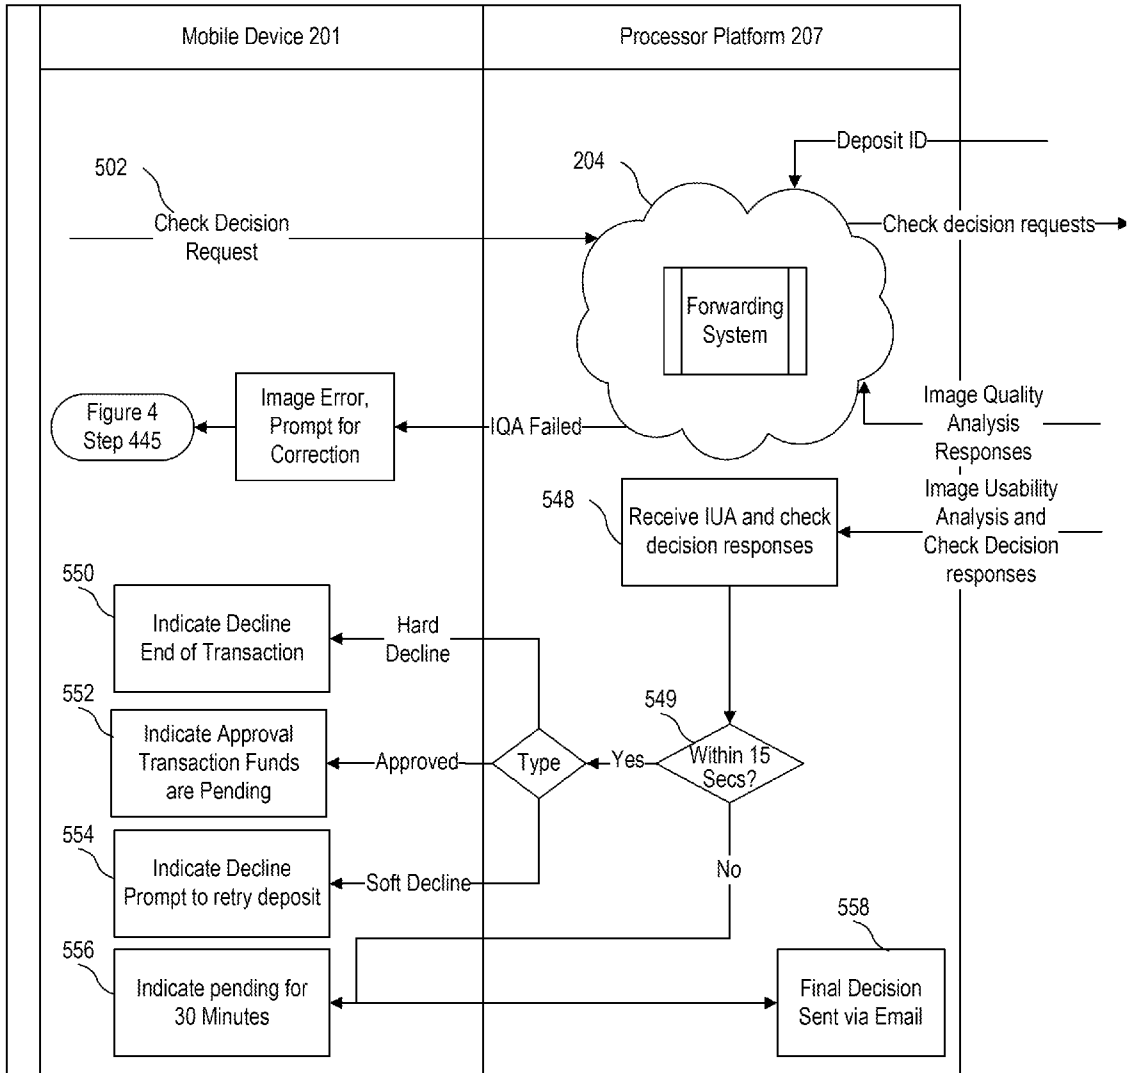 Mobile Device 201
Processor Platform 207
Deposit ID
502
204
Check Decision
Request
Check decision requests
Forwarding
System
Figure 4
Step 445
Image Error,
Prompt for
Correction
IQA Failed
Image Quality
Analysis
Responses
548
Receive IUA and check
decision responses
Image Usability
Analysis and
Check Decision
responses
550
Indicate Decline
End of Transaction
Hard
Decline
552
Indicate Approval
Transaction Funds
are Pending
Approved
Type
Yes
549
Within 15
Secs?
554
Indicate Decline
Prompt to retry deposit
Soft Decline
No
556
Indicate pending for
30 Minutes
558
Final Decision
Sent via Email